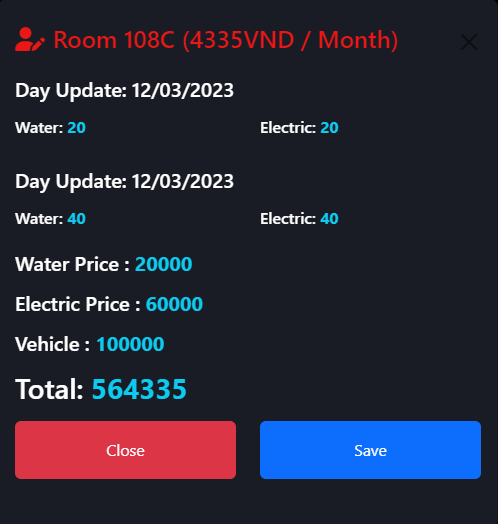 Room 108C (4335VND / Month)
Day Update: 12/03/2023
Water: 20 Electric: 20
Day Update: 12/03/2023
Water: 40 Electric: 40
Water Price : 20000
Electric Price : 60000
Vehicle : 100000
Total: 564335
Close Save